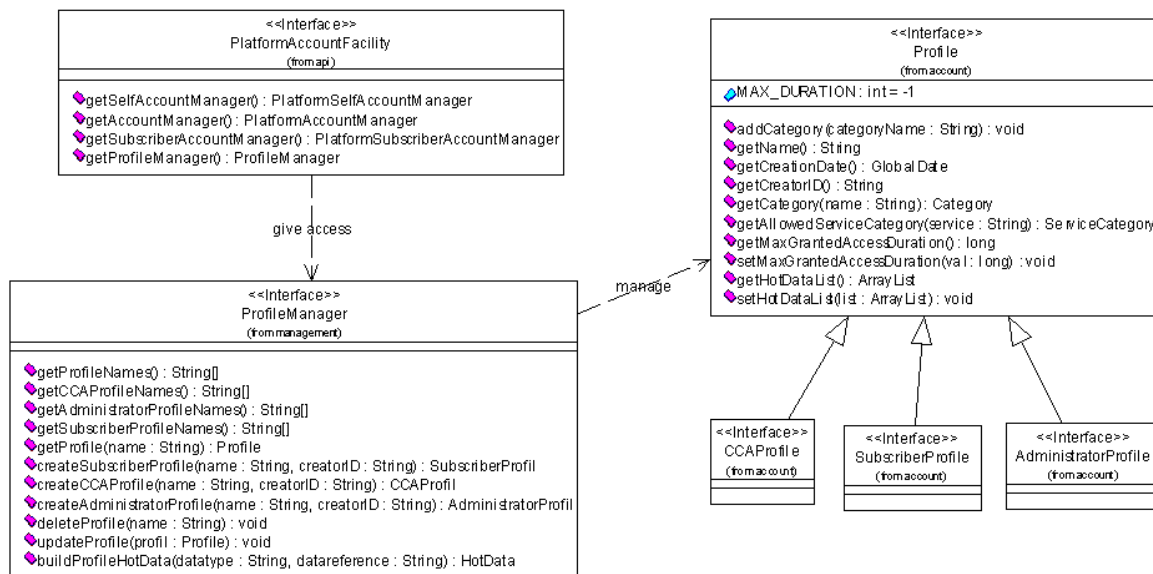 <<Interface>>
PlatformAccountFacility
(from api)
getSelfAccountManager() : PlatformSelfAccountManager
getAccountManager() : PlatformAccountManager
getSubscriberAccountManager() : PlatformSubscriberAccountManager
getProfileManager() : ProfileManager
give access
<<Interface>>
ProfileManager
(from management)
getProfileNames() : String[]
getCCAProfileNames() : String[]
getAdministratorProfileNames() : String[]
getSubscriberProfileNames() : String[]
getProfile(name : String) : Profile
createSubscriberProfile(name : String, creatorID : String) : SubscriberProfil
createCCAProfile(name : String, creatorID : String) : CCAProfil
createAdministratorProfile(name : String, creatorID : String) : AdministratorProfil
deleteProfile(name : String) : void
updateProfile(profil : Profile) : void
buildProfileHotData(datatype : String, datareference : String) : HotData
manage
<<Interface>>
Profile
(from account)
MAX_DURATION : int = -1
addCategory(categoryName : String) : void
getName() : String
getCreationDate() : GlobalDate
getCreatorID() : String
getCategory(name : String) : Category
getAllowedServiceCategory(service : String) : ServiceCategory
getMaxGrantedAccessDuration() : long
setMaxGrantedAccessDuration(val : long) : void
getHotDataList() : ArrayList
setHotDataList(list : ArrayList) : void
<<Interface>>
CCAProfile
(from account)
<<Interface>>
SubscriberProfile
(from account)
<<Interface>>
AdministratorProfile
(from account)